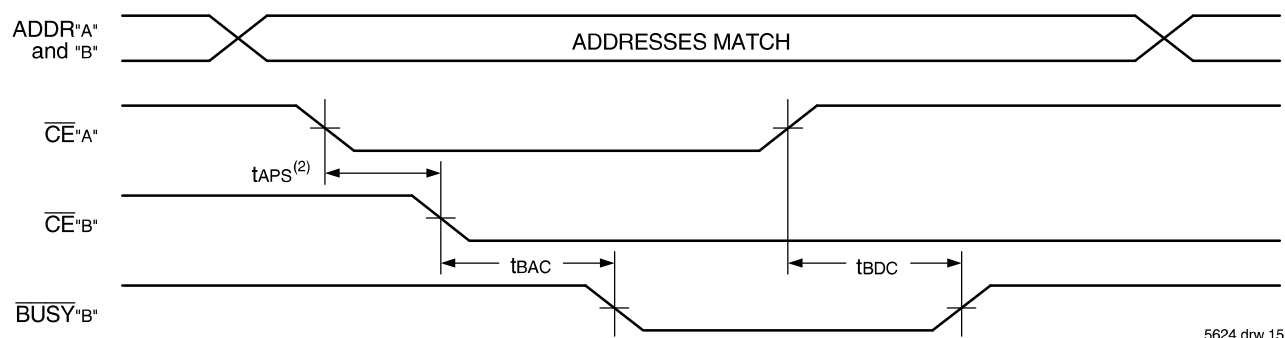 ADDR"A"
and "B"
ADDRESSES MATCH
CE"A"
tAPS(2)
CE"B"
tBAC
tBDC
BUSY"B"
5624 drw 15